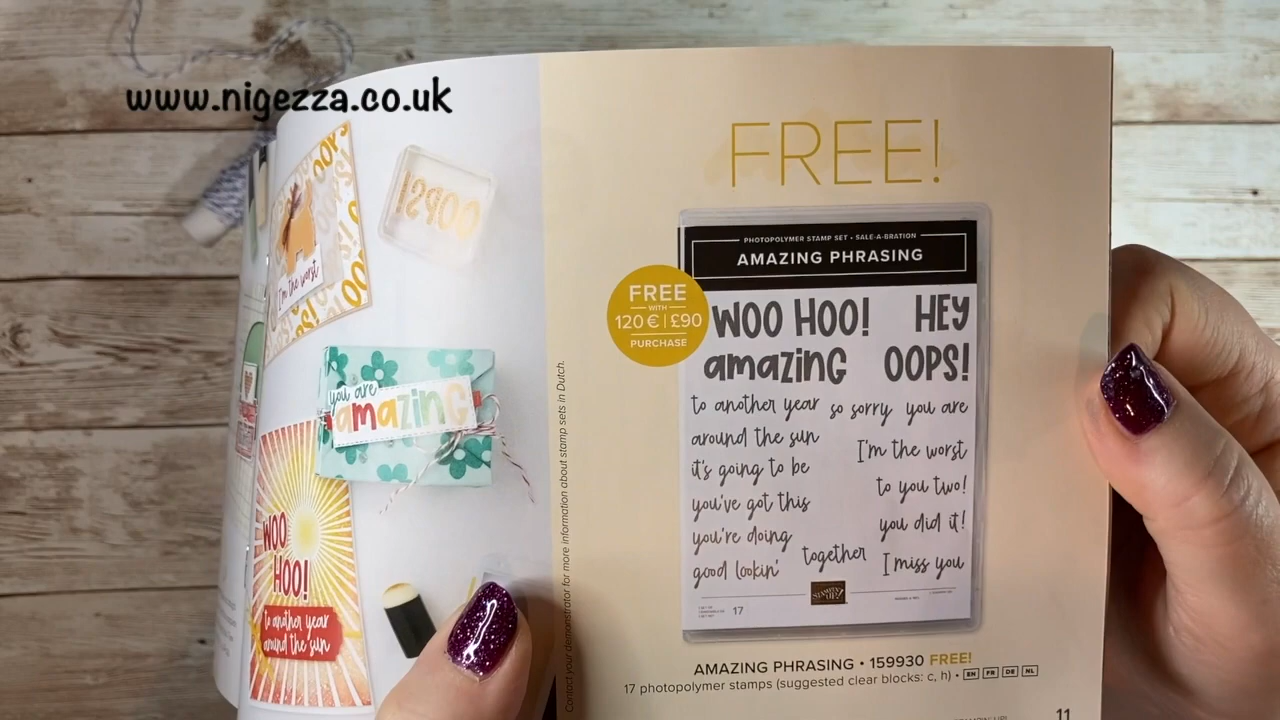 www.nigezza.co.uk
OOPS!
I'm the worst
you are
amazing
WOO
HOO!
to another year
around the sun
Contact your demonstrator for more information about stamp sets in Dutch.
FREE!
PHOTOPOLYMER STAMP SET • SALE-A-BRATION
AMAZING PHRASING
FREE
WITH
120 € | £90
PURCHASE
WOO HOO! HEY
amazing OOPS!
to another year so sorry you are
around the sun I'm the worst
it's going to be to you two!
you've got this you did it!
you're doing together
good lookin' I miss you
STAMPIN' UP!
17
AMAZING PHRASING • 159930 FREE!
17 photopolymer stamps (suggested clear blocks: c, h) • EN FR DE NL
11